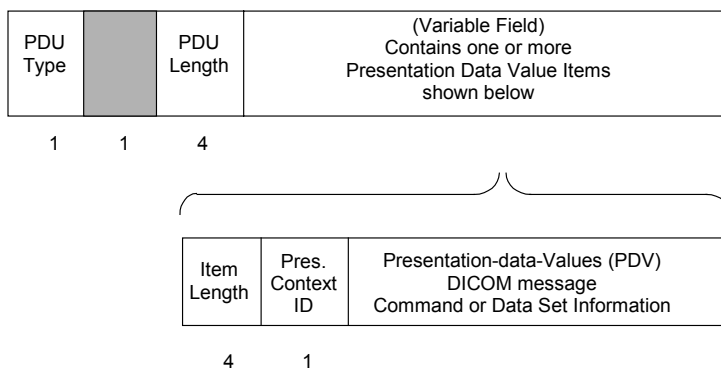 PDU
Type
PDU
Length
(Variable Field)
Contains one or more
Presentation Data Value Items
shown below
1
1
4
Item
Length
Pres.
Context
ID
Presentation-data-Values (PDV)
DICOM message
Command or Data Set Information
4
1